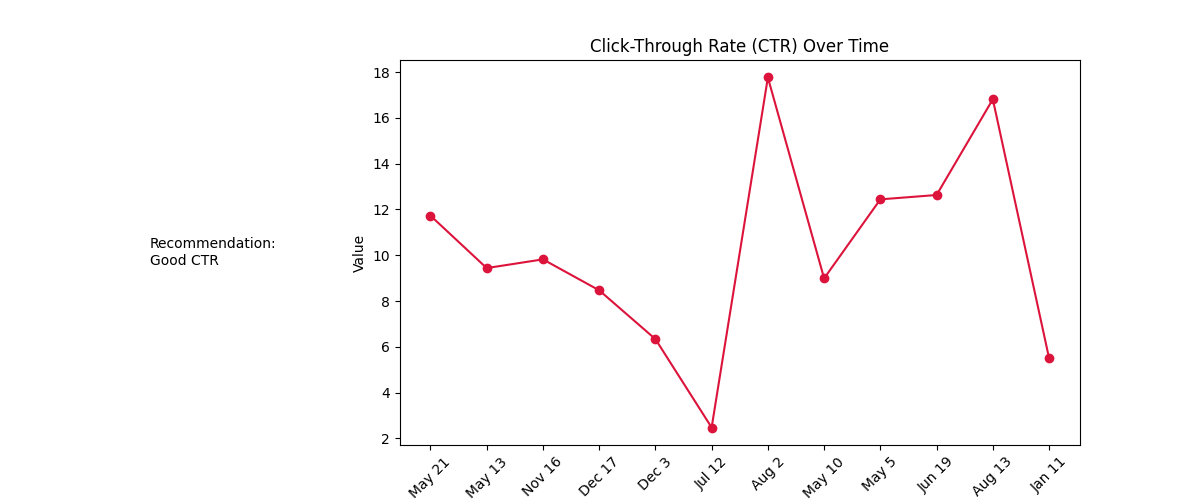 Click-Through Rate (CTR) Over Time
Recommendation:
Good CTR
Value
18
16
14
12
10
8
6
4
2
May 21
May 13
Nov 16
Dec 17
Dec 3
Jul 12
Aug 2
May 10
May 5
Jun 19
Aug 13
Jan 11